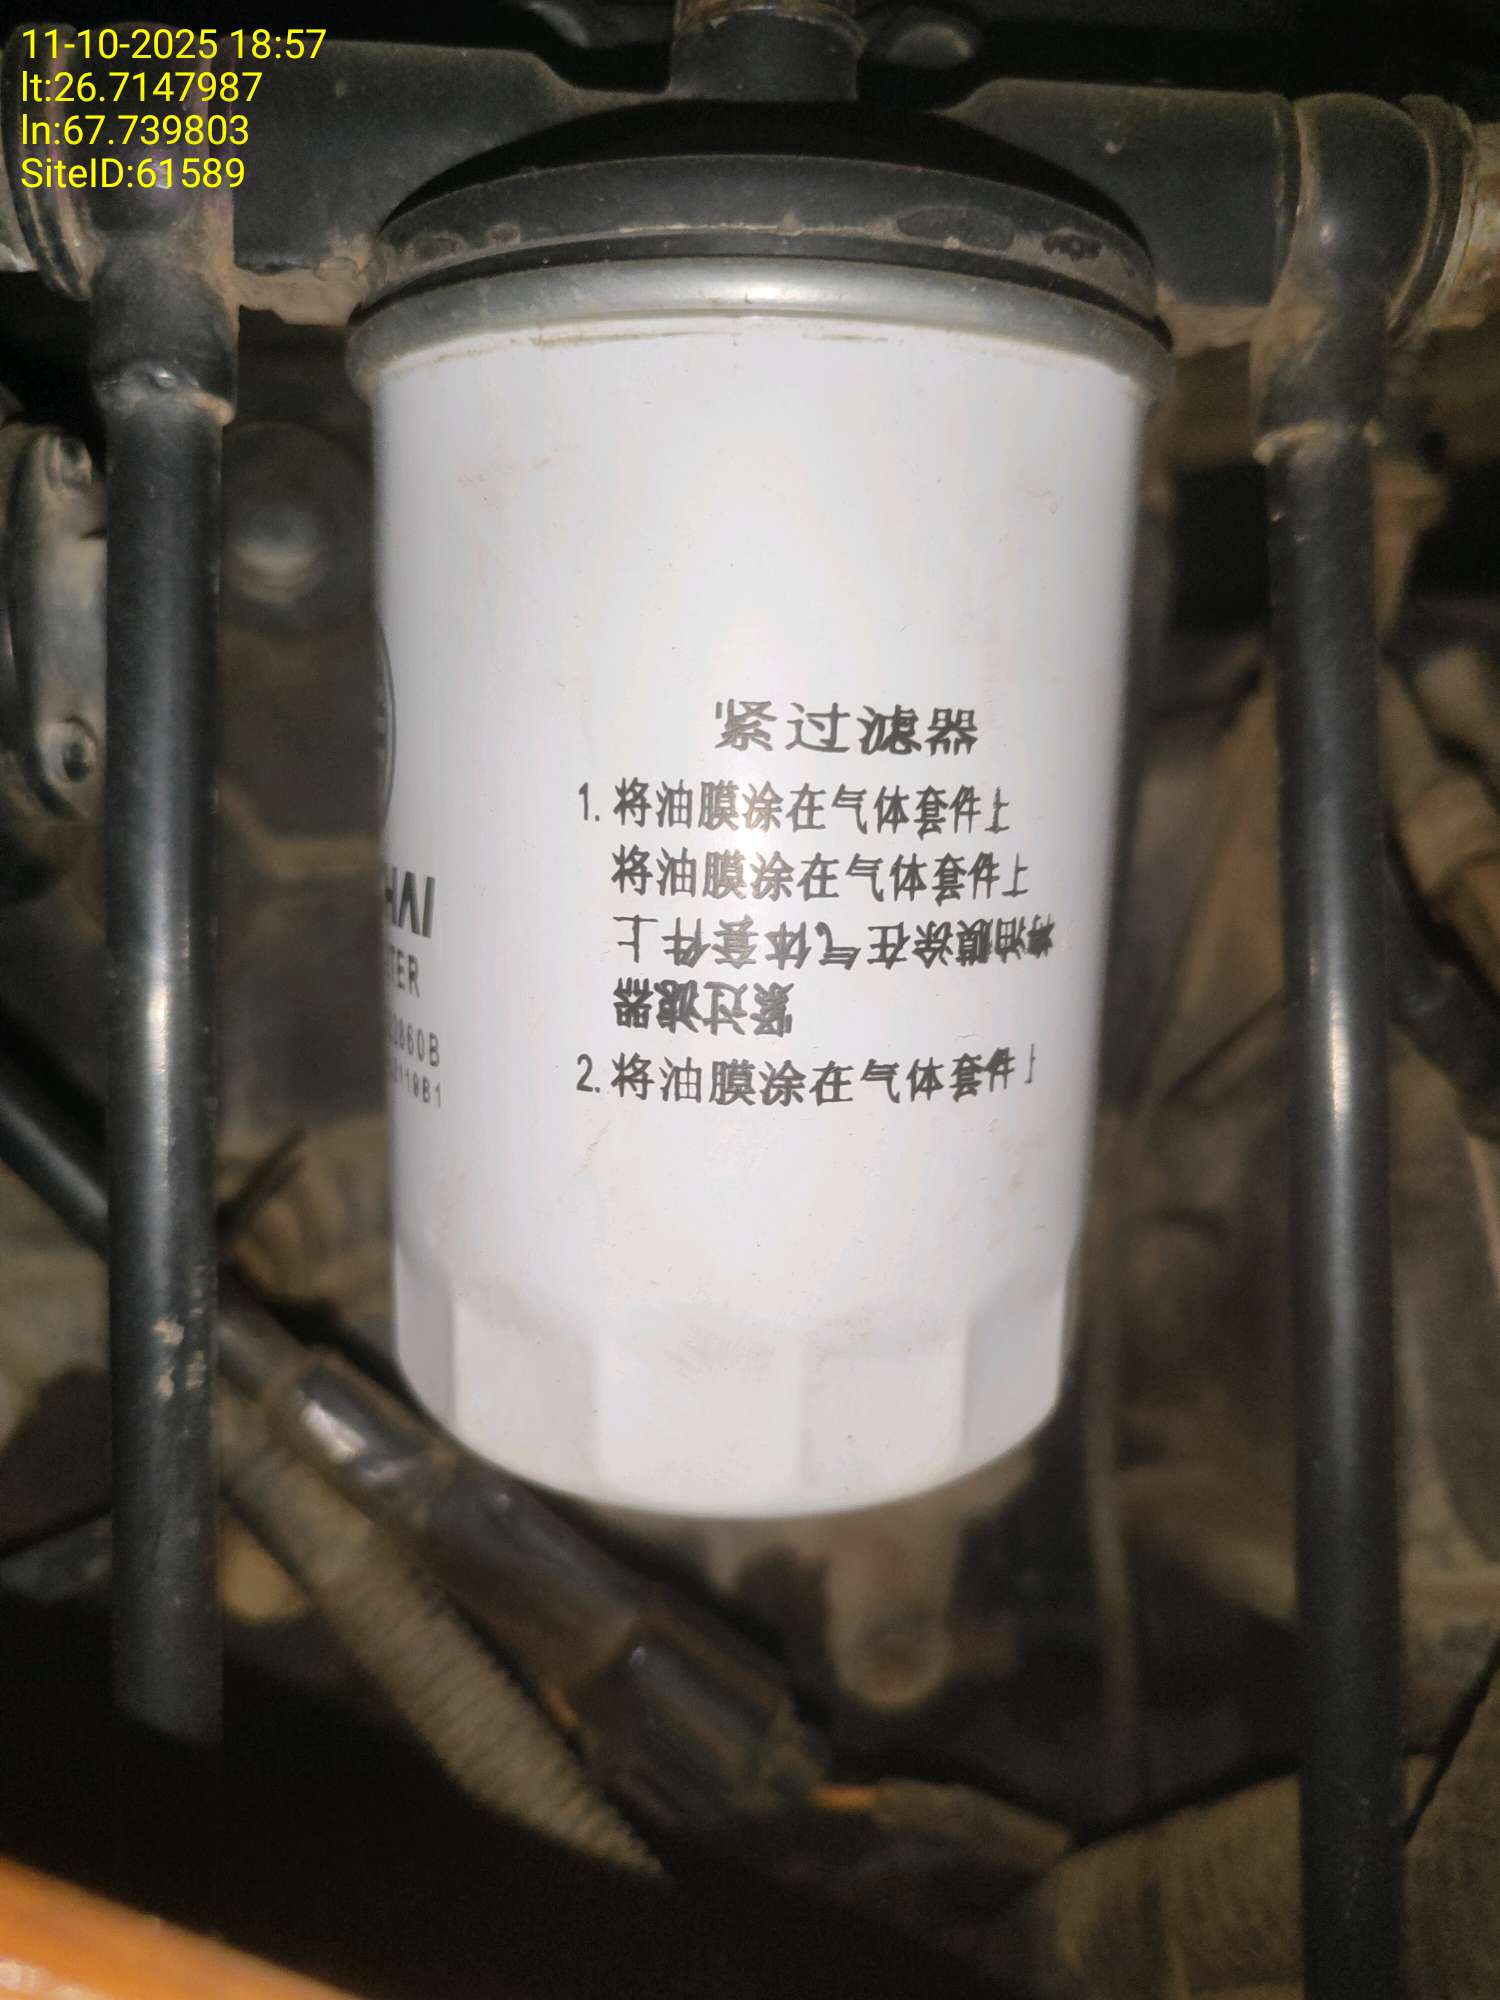 11-10-2025 18:57
lt:26.7147987
ln:67.739803
SiteID:61589
紧过滤器
1.将油膜涂在气体套件上
将油膜涂在气体套件上
上件套体气在涂膜油将
器滤过紧
2.将油膜涂在气体套件上
HAI
TER
2860B
2118B1